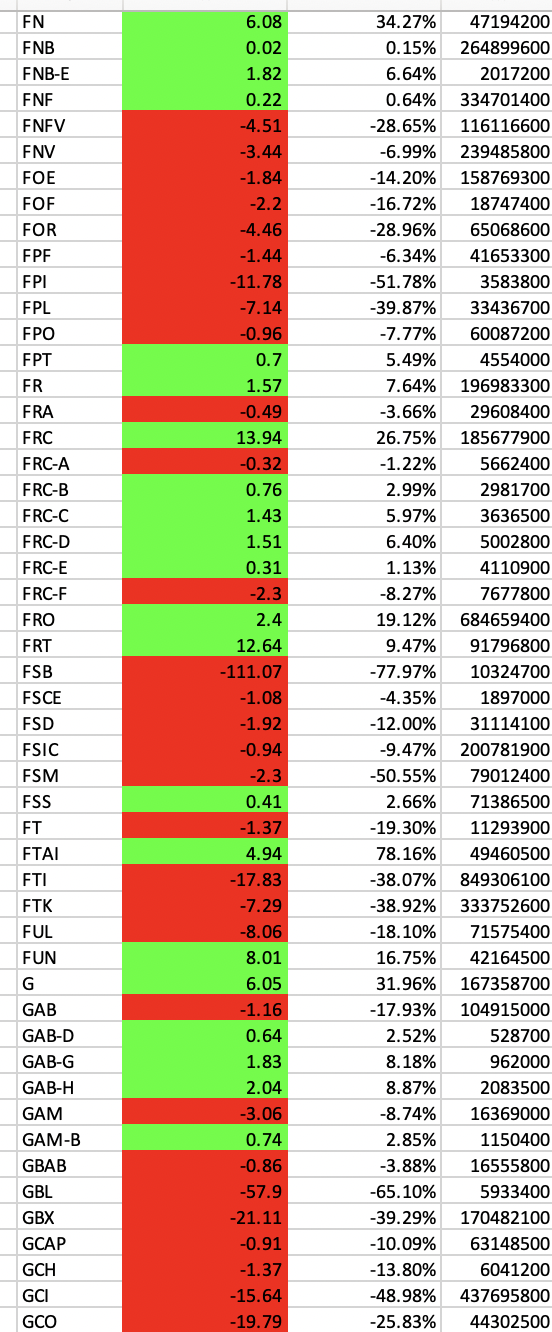 FN 6.08 34.27% 47194200
FNB 0.02 0.15% 264899600
FNB-E 1.82 6.64% 2017200
FNF 0.22 0.64% 334701400
FNFV -4.51 -28.65% 116116600
FNV -3.44 -6.99% 239485800
FOE -1.84 -14.20% 158769300
FOF -2.2 -16.72% 18747400
FOR -4.46 -28.96% 65068600
FPF -1.44 -6.34% 41653300
FPI -11.78 -51.78% 3583800
FPL -7.14 -39.87% 33436700
FPO -0.96 -7.77% 60087200
FPT 0.7 5.49% 4554000
FR 1.57 7.64% 196983300
FRA -0.49 -3.66% 29608400
FRC 13.94 26.75% 185677900
FRC-A -0.32 -1.22% 5662400
FRC-B 0.76 2.99% 2981700
FRC-C 1.43 5.97% 3636500
FRC-D 1.51 6.40% 5002800
FRC-E 0.31 1.13% 4110900
FRC-F -2.3 -8.27% 7677800
FRO 2.4 19.12% 684659400
FRT 12.64 9.47% 91796800
FSB -111.07 -77.97% 10324700
FSCE -1.08 -4.35% 1897000
FSD -1.92 -12.00% 31114100
FSIC -0.94 -9.47% 200781900
FSM -2.3 -50.55% 79012400
FSS 0.41 2.66% 71386500
FT -1.37 -19.30% 11293900
FTAI 4.94 78.16% 49460500
FTI -17.83 -38.07% 849306100
FTK -7.29 -38.92% 333752600
FUL -8.06 -18.10% 71575400
FUN 8.01 16.75% 42164500
G 6.05 31.96% 167358700
GAB -1.16 -17.93% 104915000
GAB-D 0.64 2.52% 528700
GAB-G 1.83 8.18% 962000
GAB-H 2.04 8.87% 2083500
GAM -3.06 -8.74% 16369000
GAM-B 0.74 2.85% 1150400
GBAB -0.86 -3.88% 16555800
GBL -57.9 -65.10% 5933400
GBX -21.11 -39.29% 170482100
GCAP -0.91 -10.09% 63148500
GCH -1.37 -13.80% 6041200
GCI -15.64 -48.98% 437695800
GCO -19.79 -25.83% 44302500